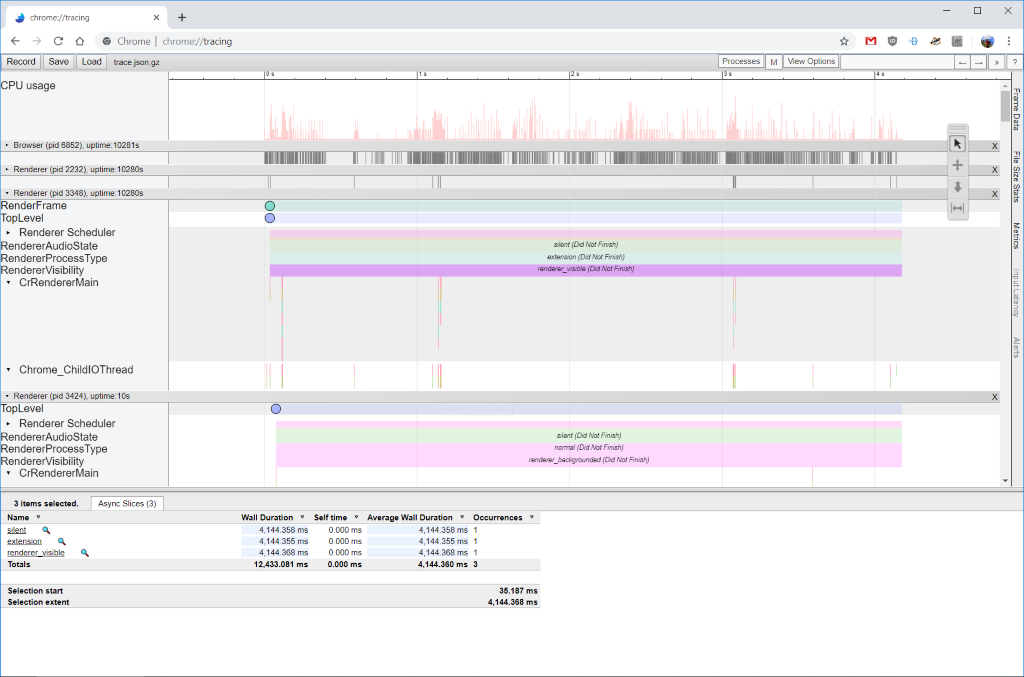 chrome://tracing
Chrome | chrome://tracing
Record Save Load trace.json.gz Processes M View Options ← → » ?
0 s 1 s 2 s 3 s 4 s
CPU usage
Browser (pid 6852), uptime:10281s X
Renderer (pid 2232), uptime:10280s X
Renderer (pid 3348), uptime:10280s X
RenderFrame
TopLevel
Renderer Scheduler
RendererAudioState silent (Did Not Finish)
RendererProcessType extension (Did Not Finish)
RendererVisibility renderer_visible (Did Not Finish)
CrRendererMain
Chrome_ChildIOThread
Renderer (pid 3424), uptime:10s X
TopLevel
Renderer Scheduler
RendererAudioState silent (Did Not Finish)
RendererProcessType normal (Did Not Finish)
RendererVisibility renderer_backgrounded (Did Not Finish)
CrRendererMain
Frame Data
File Size Stats
Metrics
Input Latency
Alerts
3 items selected. Async Slices (3)
Name Wall Duration Self time Average Wall Duration Occurrences
silent 4,144.358 ms 0.000 ms 4,144.358 ms 1
extension 4,144.355 ms 0.000 ms 4,144.355 ms 1
renderer_visible 4,144.368 ms 0.000 ms 4,144.368 ms 1
Totals 12,433.081 ms 0.000 ms 4,144.360 ms 3
Selection start 35.187 ms
Selection extent 4,144.368 ms